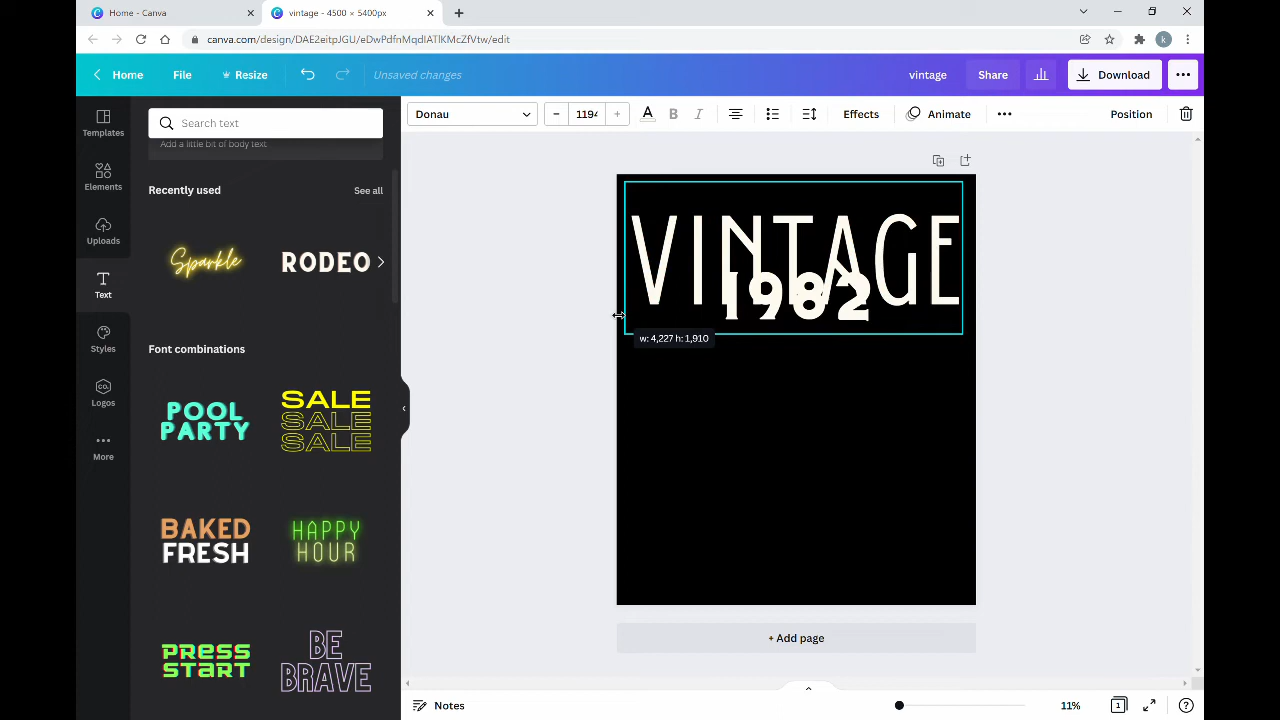 Home - Canva
vintage - 4500 × 5400px
canva.com/design/DAE2eitpJGU/eDwPdfnMqdIATlKMcZfVtw/edit
k
Home
File
Resize
Unsaved changes
vintage
Share
Download
Search text
Donau
1194
A
B
I
Effects
Animate
Position
Templates
Elements
Uploads
Text
Styles
Logos
More
Add a little bit of body text
Recently used
See all
Sparkle
RODEO
Font combinations
POOL
PARTY
SALE
SALE
SALE
BAKED
FRESH
HAPPY
HOUR
PRESS
START
BE
BRAVE
VINTAGE
1982
w: 4,227 h: 1,910
+ Add page
Notes
11%
1